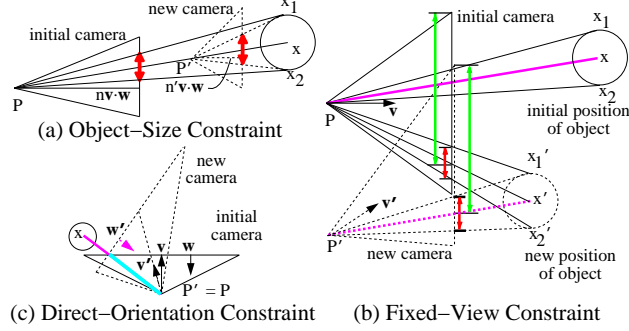 new camera
x1
initial camera
x
P'
x2
P
nv·w
n'v·w
(a) Object–Size Constraint
new
camera
initial
camera
x
w'
v
w
v'
P' = P
(c) Direct–Orientation Constraint
initial
camera
x1
x
x2
P
v
initial position
of object
x1'
v'
x'
P'
x2'
new camera
new position
of object
(b) Fixed–View Constraint